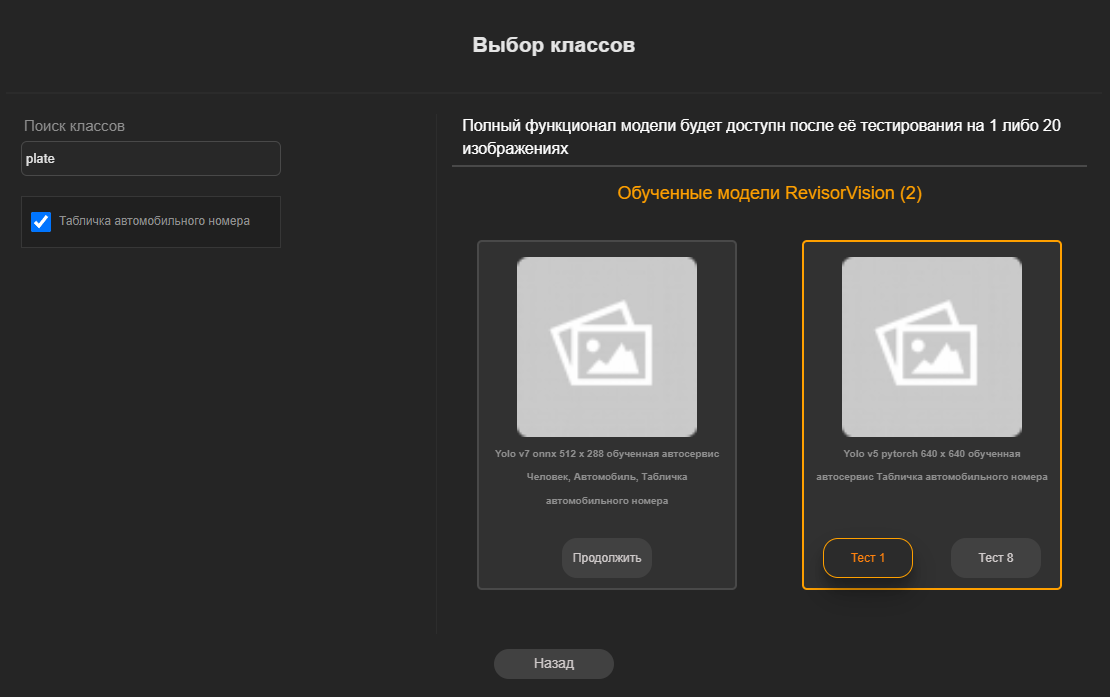 Выбор классов
Поиск классов
plate
Табличка автомобильного номера
Полный функционал модели будет доступн после её тестирования на 1 либо 20
изображениях
Обученные модели RevisorVision (2)
Yolo v7 onnx 512 x 288 обученная автосервис
Человек, Автомобиль, Табличка
автомобильного номера
Продолжить
Yolo v5 pytorch 640 x 640 обученная
автосервис Табличка автомобильного номера
Тест 1
Тест 8
Назад